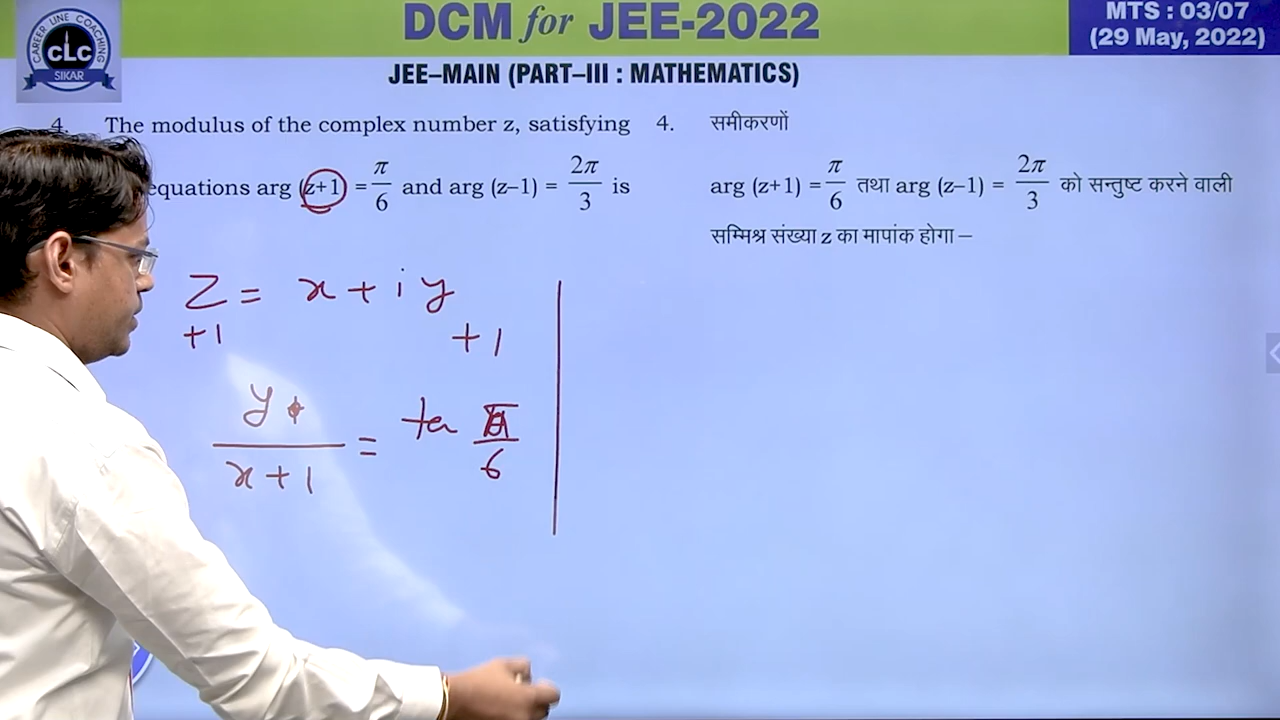 DCM for JEE-2022
MTS : 03/07
(29 May, 2022)
CAREER LINE COACHING
CLC
SIKAR
JEE–MAIN (PART–III : MATHEMATICS)
4. The modulus of the complex number z, satisfying
equations arg (z+1) = π/6 and arg (z–1) = 2π/3 is
4. समीकरणों
arg (z+1) = π/6 तथा arg (z–1) = 2π/3 को सन्तुष्ट करने वाली
सम्मिश्र संख्या z का मापांक होगा –
z = x + i y
+1 +1
y
x + 1
=
π
6